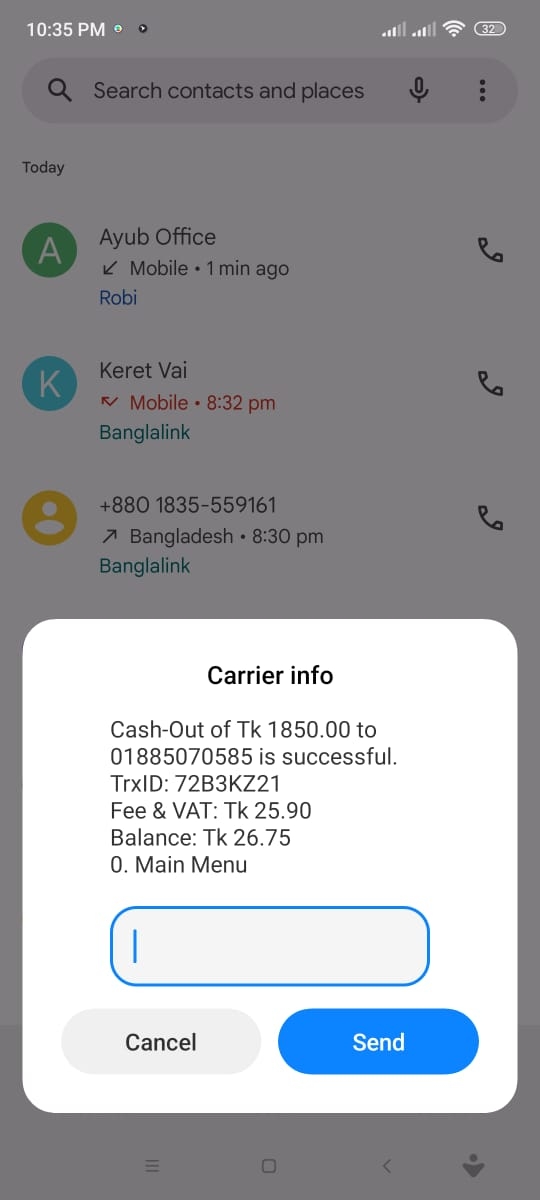 10:35 PM
32
Search contacts and places
Today
A
Ayub Office
Mobile • 1 min ago
Robi
K
Keret Vai
Mobile • 8:32 pm
Banglalink
+880 1835-559161
Bangladesh • 8:30 pm
Banglalink
Carrier info
Cash-Out of Tk 1850.00 to
01885070585 is successful.
TrxID: 72B3KZ21
Fee & VAT: Tk 25.90
Balance: Tk 26.75
0. Main Menu
Cancel
Send